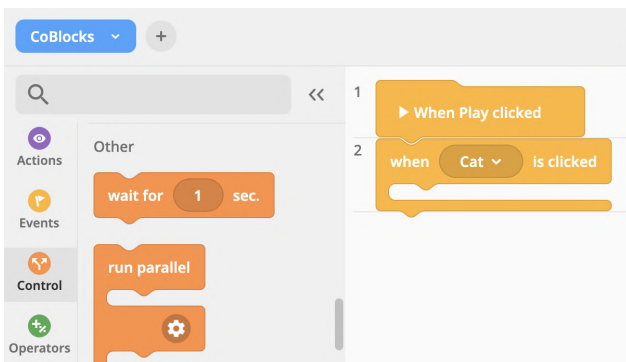 CoBlocks
+
1
When Play clicked
2
when Cat is clicked
Actions
Events
Control
Operators
Other
wait for 1 sec.
run parallel